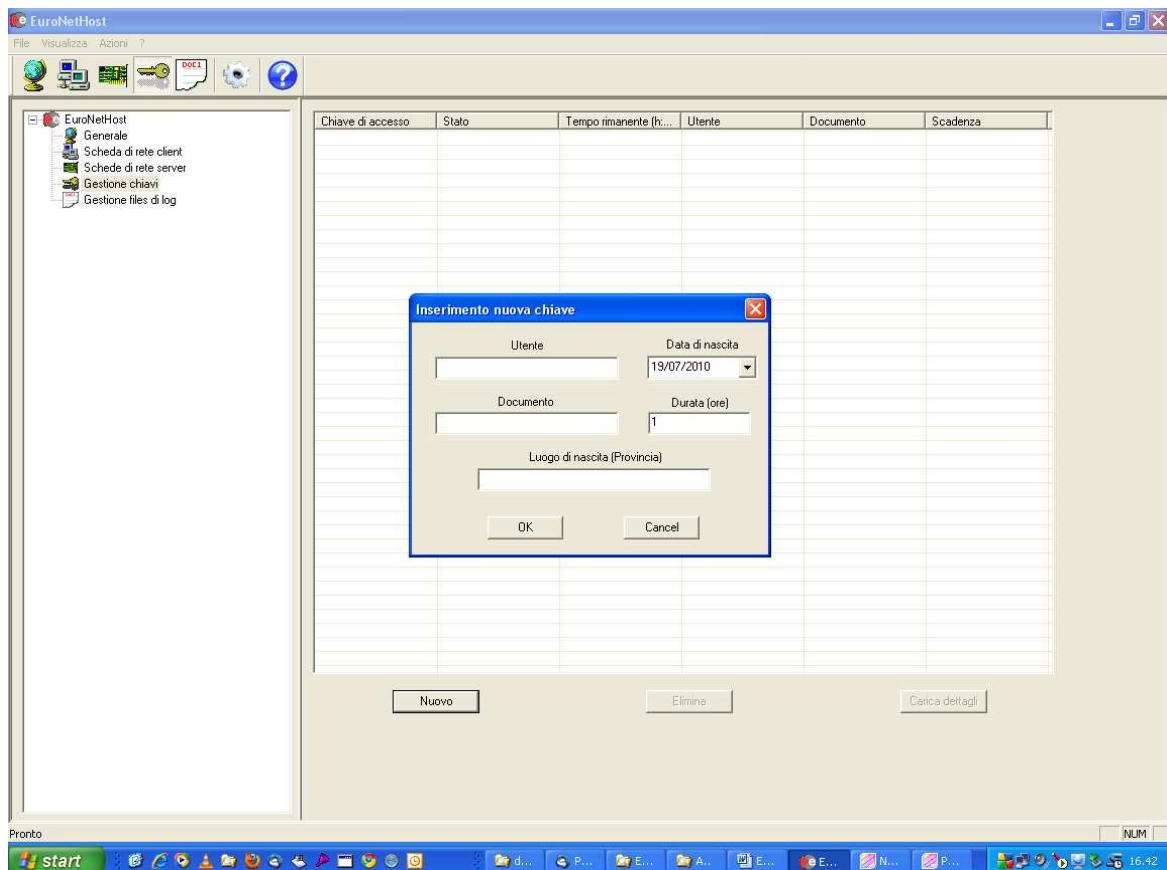 EuroNetHost
File Visualizza Azioni ?
DOC1
EuroNetHost
Generale
Scheda di rete client
Schede di rete server
Gestione chiavi
Gestione files di log
Chiave di accesso Stato Tempo rimanente (h:... Utente Documento Scadenza
Inserimento nuova chiave
Utente Data di nascita
19/07/2010
Documento Durata (ore)
1
Luogo di nascita (Provincia)
OK Cancel
Nuovo Elimina Carica dettagli
Pronto NUM
start d... P... E... A... E... E... N... P... 16.42